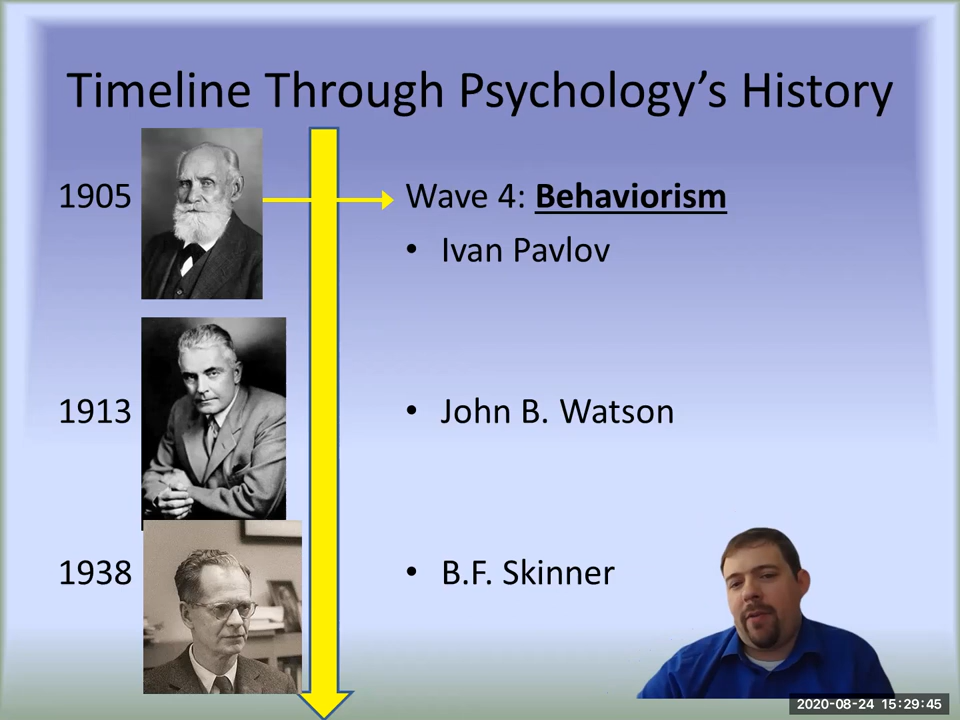 Timeline Through Psychology's History
1905
Wave 4: Behaviorism
• Ivan Pavlov
1913
• John B. Watson
1938
• B.F. Skinner
2020-08-24 15:29:45